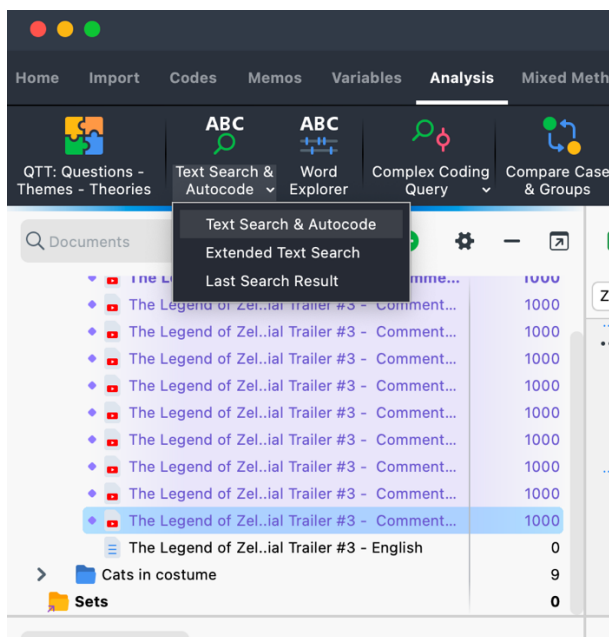 Home Import Codes Memos Variables Analysis Mixed Meth
ABC ABC
QTT: Questions - Text Search & Word Complex Coding Compare Case
Themes - Theories Autocode Explorer Query & Groups
Text Search & Autocode
Documents
Extended Text Search
Last Search Result
The L mme... 1000
The Legend of Zel..ial Trailer #3 - Comment... 1000
The Legend of Zel..ial Trailer #3 - Comment... 1000
The Legend of Zel..ial Trailer #3 - Comment... 1000
The Legend of Zel..ial Trailer #3 - Comment... 1000
The Legend of Zel..ial Trailer #3 - Comment... 1000
The Legend of Zel..ial Trailer #3 - Comment... 1000
The Legend of Zel..ial Trailer #3 - Comment... 1000
The Legend of Zel..ial Trailer #3 - Comment... 1000
The Legend of Zel..ial Trailer #3 - Comment... 1000
The Legend of Zel..ial Trailer #3 - English 0
Cats in costume 9
Sets 0